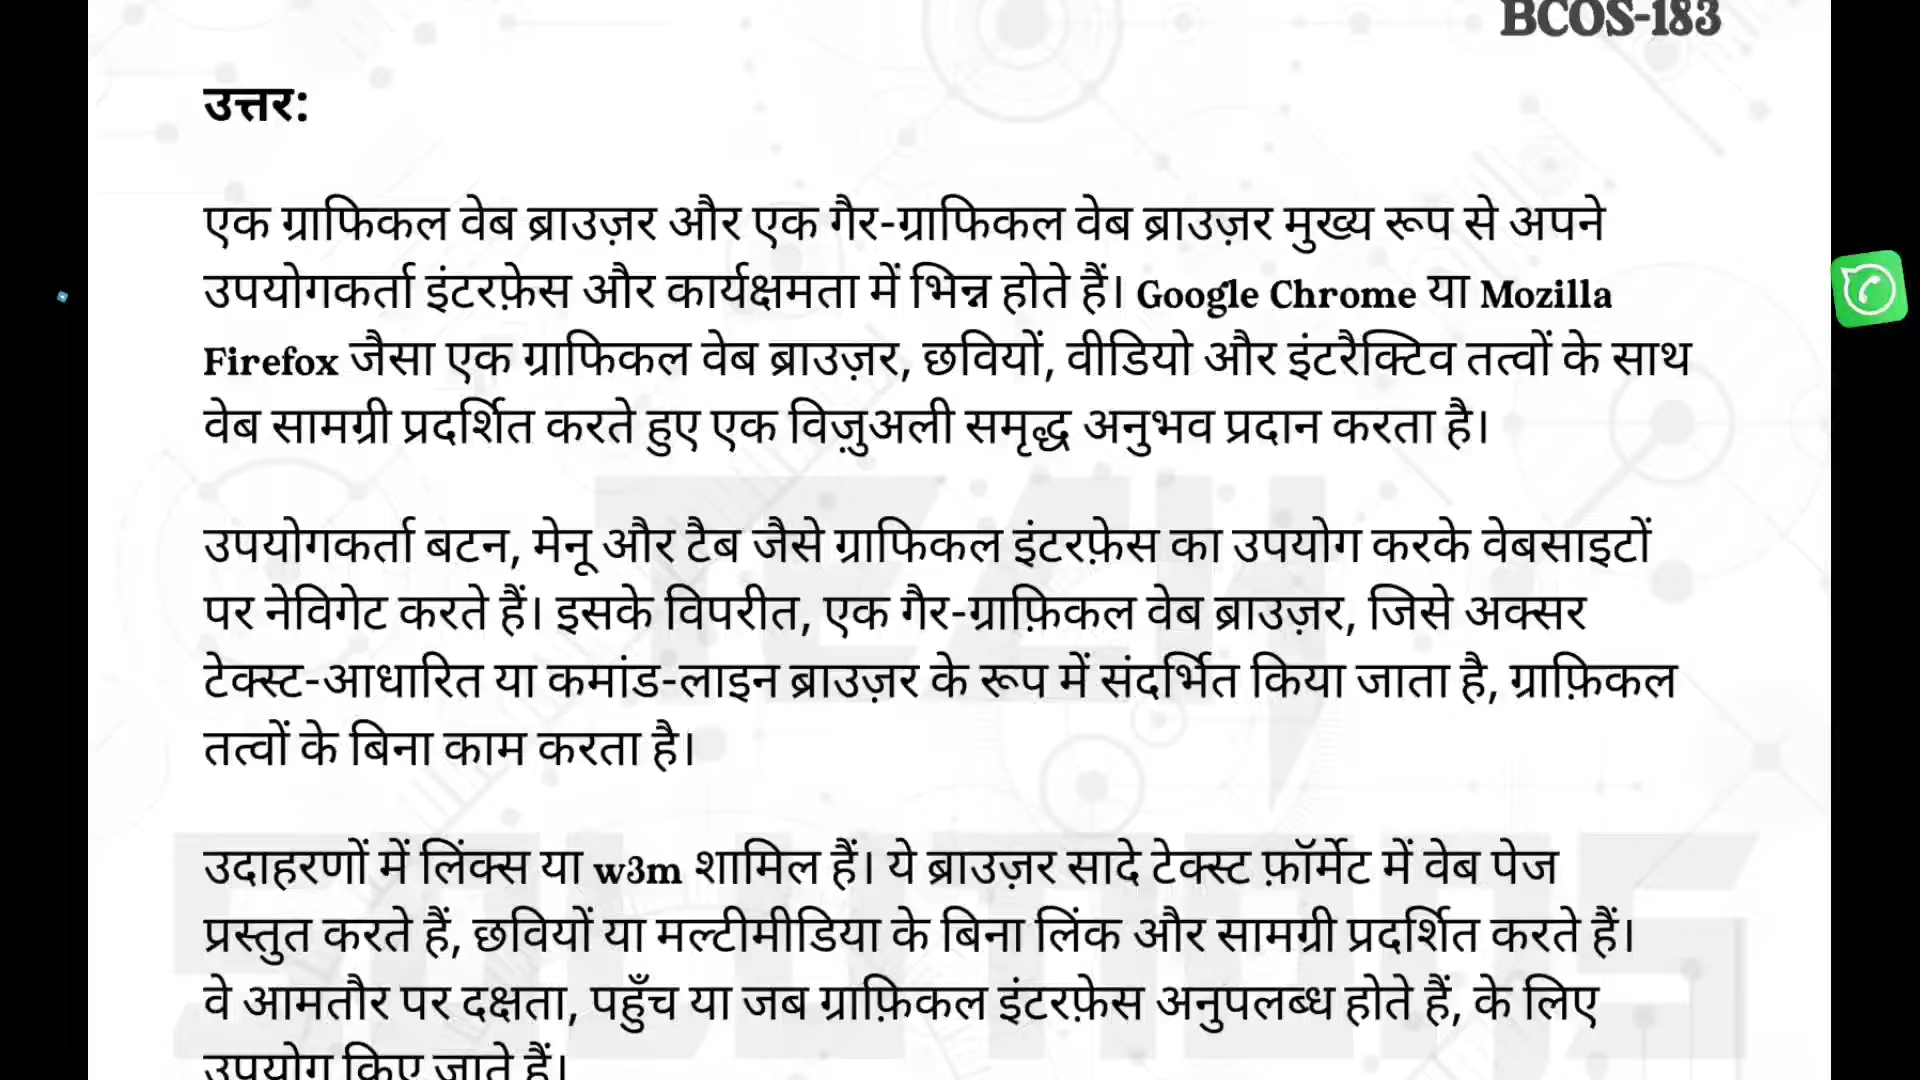 BCOS-183
उत्तर:
एक ग्राफिकल वेब ब्राउज़र और एक गैर-ग्राफिकल वेब ब्राउज़र मुख्य रूप से अपने
उपयोगकर्ता इंटरफ़ेस और कार्यक्षमता में भिन्न होते हैं। Google Chrome या Mozilla
Firefox जैसा एक ग्राफिकल वेब ब्राउज़र, छवियों, वीडियो और इंटरैक्टिव तत्वों के साथ
वेब सामग्री प्रदर्शित करते हुए एक विज़ुअली समृद्ध अनुभव प्रदान करता है।
उपयोगकर्ता बटन, मेनू और टैब जैसे ग्राफिकल इंटरफ़ेस का उपयोग करके वेबसाइटों
पर नेविगेट करते हैं। इसके विपरीत, एक गैर-ग्राफ़िकल वेब ब्राउज़र, जिसे अक्सर
टेक्स्ट-आधारित या कमांड-लाइन ब्राउज़र के रूप में संदर्भित किया जाता है, ग्राफ़िकल
तत्वों के बिना काम करता है।
उदाहरणों में लिंक्स या w3m शामिल हैं। ये ब्राउज़र सादे टेक्स्ट फ़ॉर्मेट में वेब पेज
प्रस्तुत करते हैं, छवियों या मल्टीमीडिया के बिना लिंक और सामग्री प्रदर्शित करते हैं।
वे आमतौर पर दक्षता, पहुँच या जब ग्राफ़िकल इंटरफ़ेस अनुपलब्ध होते हैं, के लिए
उपयोग किए जाते हैं।